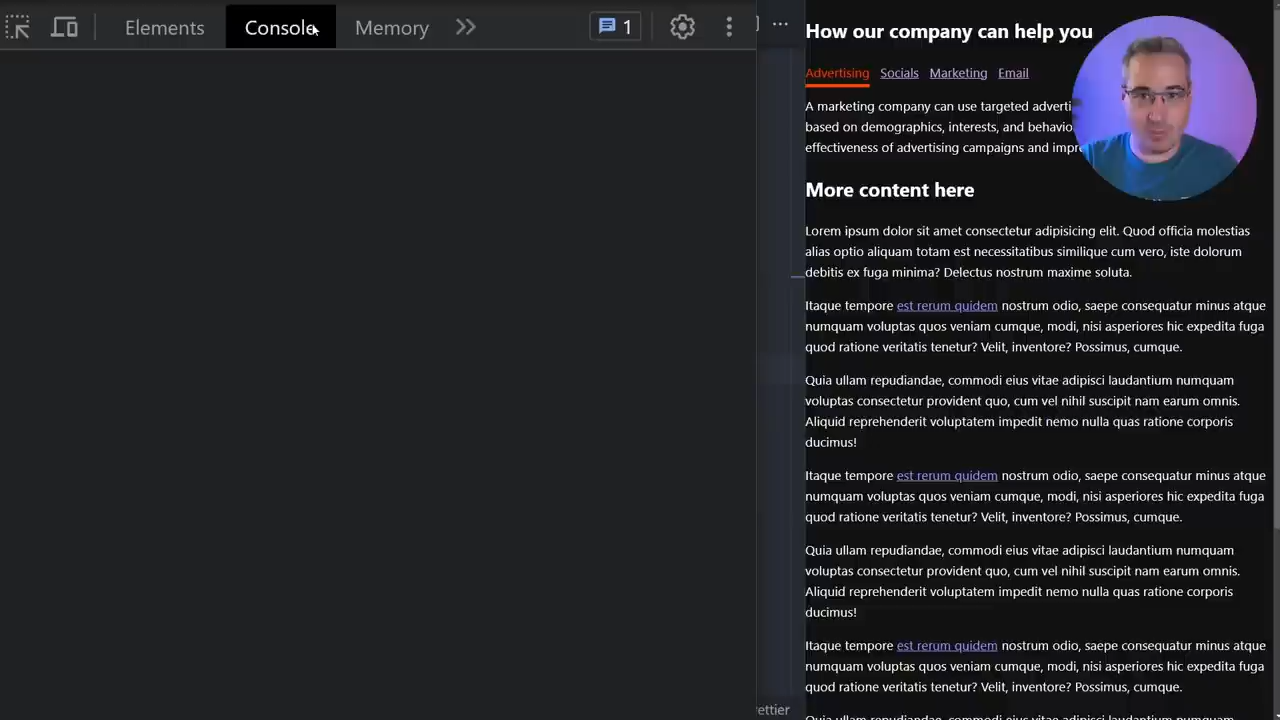 Elements Console Memory 1
How our company can help you
Advertising Socials Marketing Email
A marketing company can use targeted
based on demographics, interests, and
effectiveness of advertising campaigns and
More content here
Lorem ipsum dolor sit amet consectetur adipisicing elit. Quod officia molestias
alias optio aliquam totam est necessitatibus similique cum vero, iste dolorum
debitis ex fuga minima? Delectus nostrum maxime soluta.
Itaque tempore est rerum quidem nostrum odio, saepe consequatur minus atque
numquam voluptas quos veniam cumque, modi, nisi asperiores hic expedita fuga
quod ratione veritatis tenetur? Velit, inventore? Possimus, cumque.
Quia ullam repudiandae, commodi eius vitae adipisci laudantium numquam
voluptas consectetur provident quo, cum vel nihil suscipit nam earum omnis.
Aliquid reprehenderit voluptatem impedit nemo nulla quas ratione corporis
ducimus!
Itaque tempore est rerum quidem nostrum odio, saepe consequatur minus atque
numquam voluptas quos veniam cumque, modi, nisi asperiores hic expedita fuga
quod ratione veritatis tenetur? Velit, inventore? Possimus, cumque.
Quia ullam repudiandae, commodi eius vitae adipisci laudantium numquam
voluptas consectetur provident quo, cum vel nihil suscipit nam earum omnis.
Aliquid reprehenderit voluptatem impedit nemo nulla quas ratione corporis
ducimus!
Itaque tempore est rerum quidem nostrum odio, saepe consequatur minus atque
numquam voluptas quos veniam cumque, modi, nisi asperiores hic expedita fuga
quod ratione veritatis tenetur? Velit, inventore? Possimus, cumque.
ettier